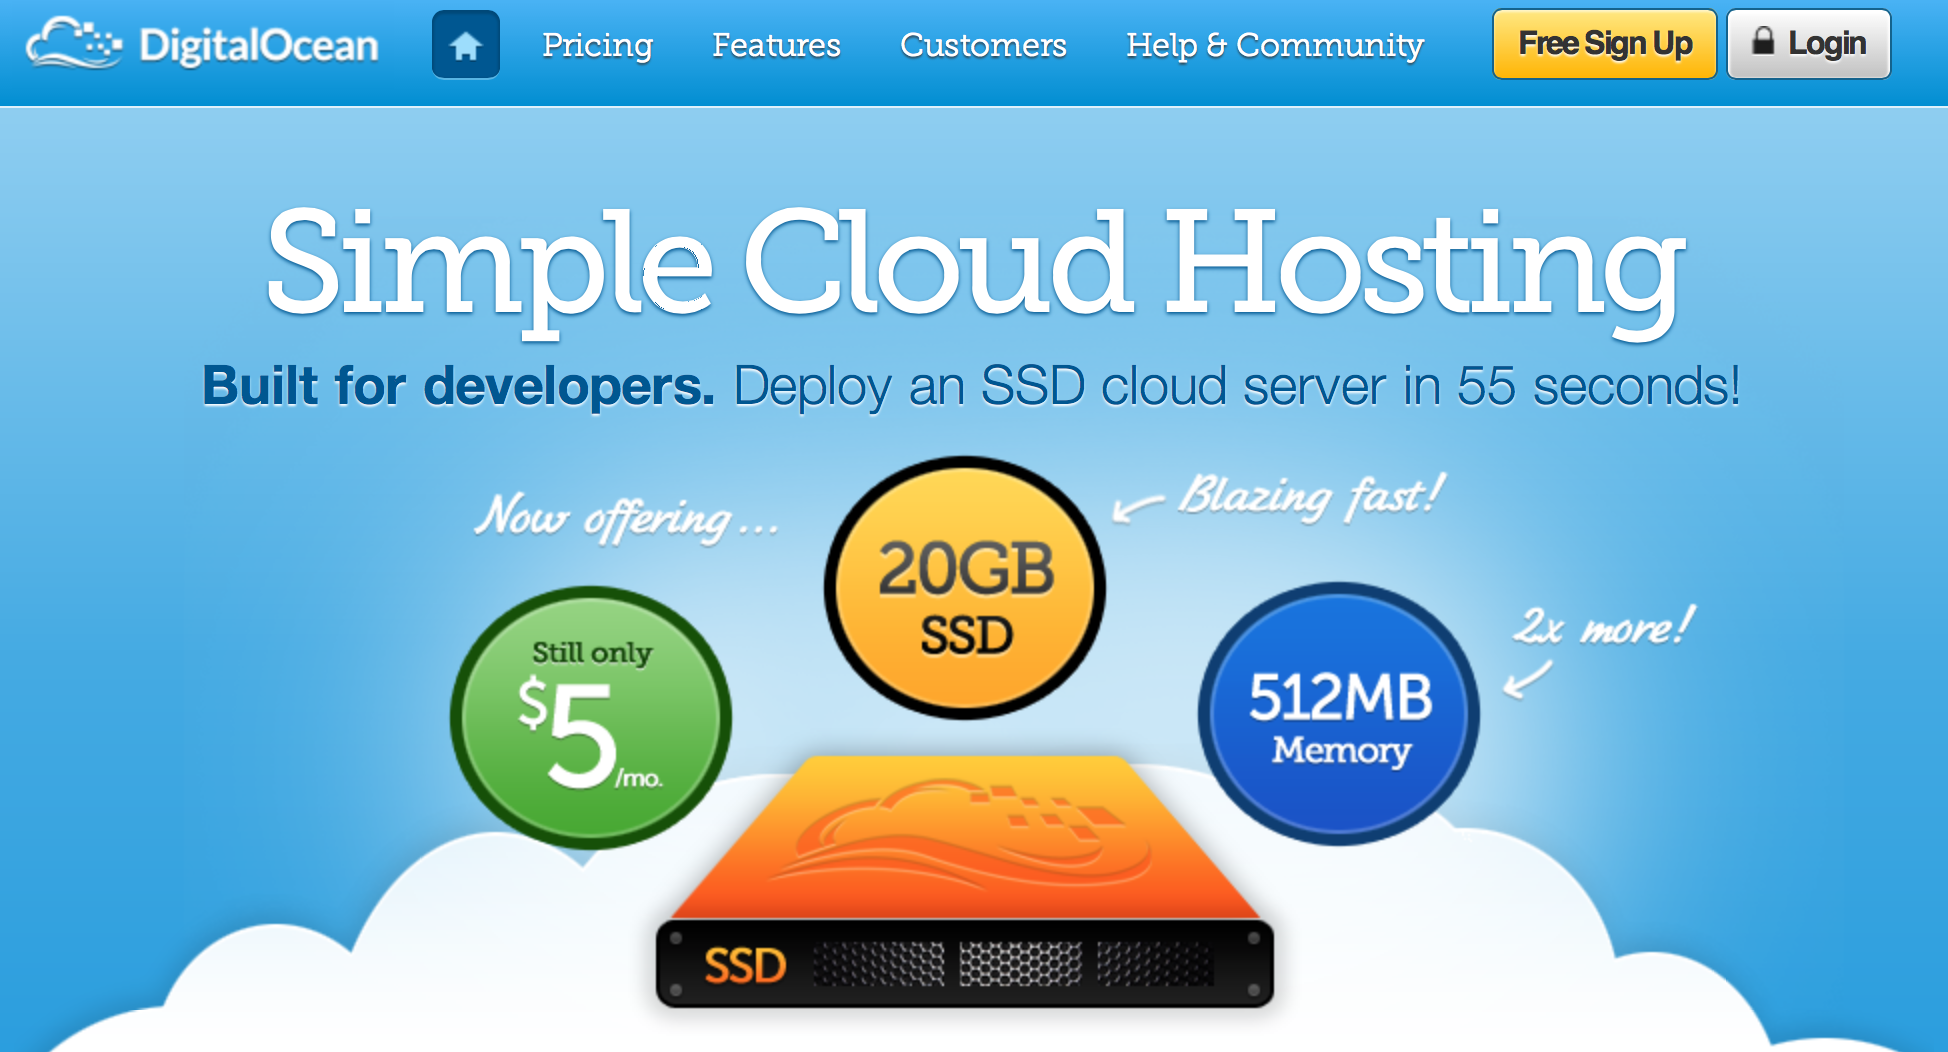 DigitalOcean
Pricing
Features
Customers
Help & Community
Free Sign Up
Login
Simple Cloud Hosting
Built for developers. Deploy an SSD cloud server in 55 seconds!
Now offering...
20GB
SSD
Blazing fast!
Still only
$5/mo.
512MB
Memory
2x more!
SSD